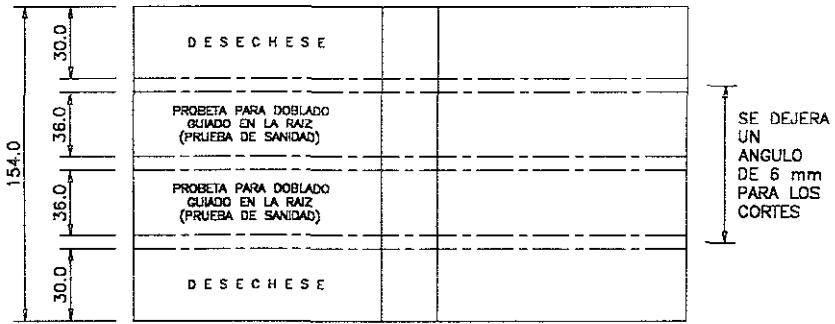 154.0
30.0
36.0
36.0
30.0
DESECHESE
PROBETA PARA DOBLADO
GUIADO EN LA RAIZ
(PRUEBA DE SANIDAD)
PROBETA PARA DOBLADO
GUIADO EN LA RAIZ
(PRUEBA DE SANIDAD)
DESECHESE
SE DEJERA
UN
ANGULO
DE 6 mm
PARA LOS
CORTES